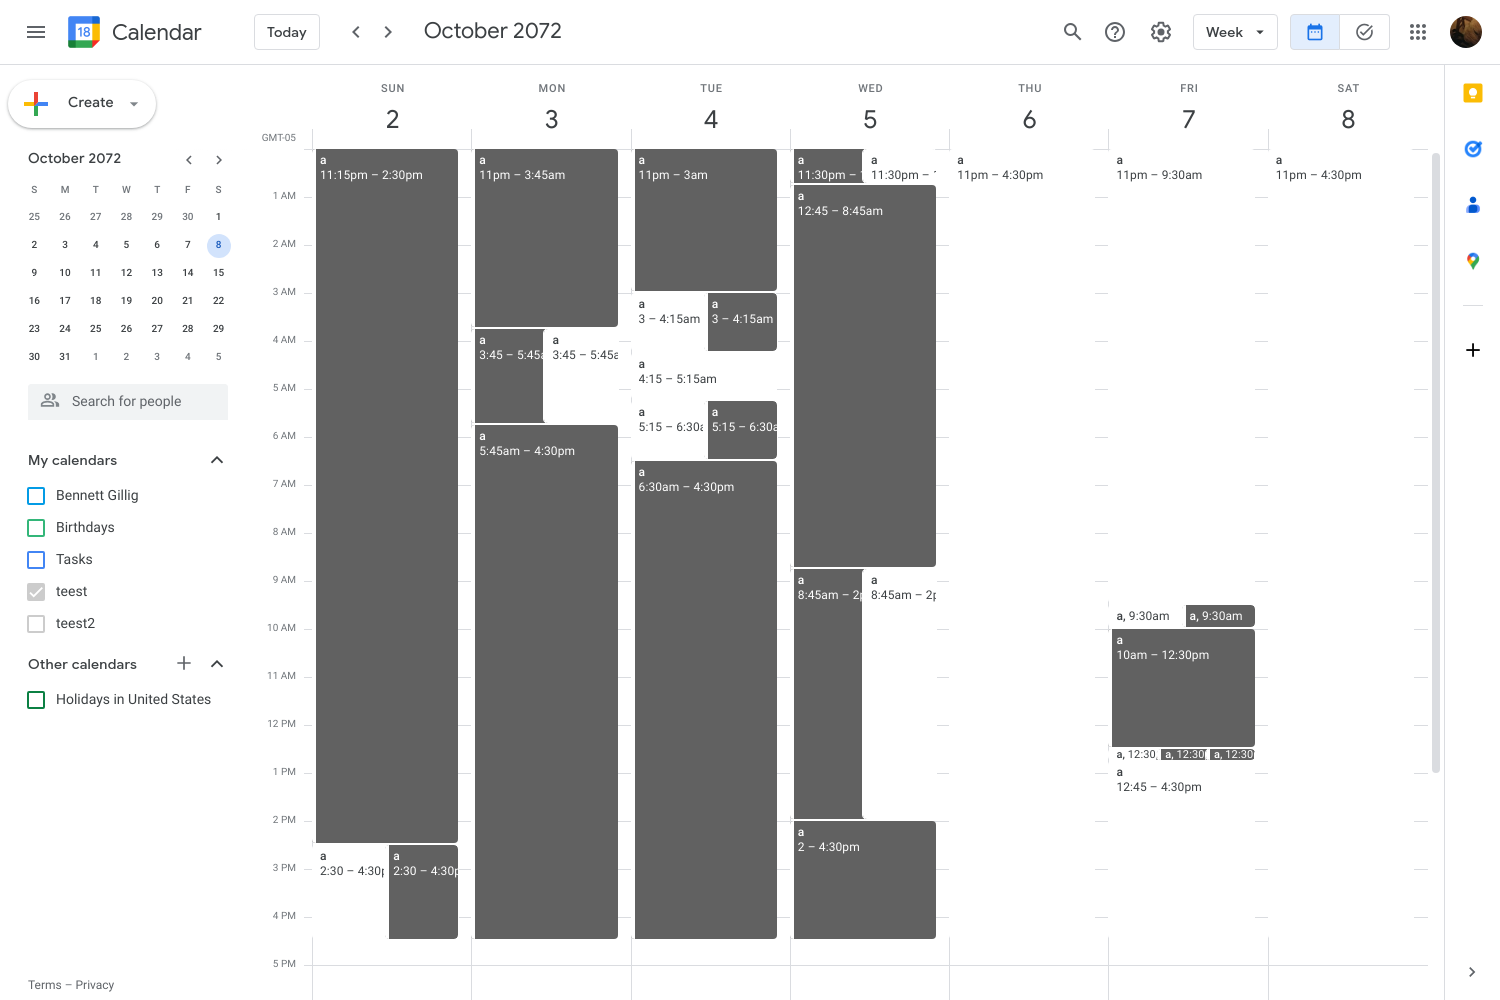 18 Calendar Today October 2072 Week
Create
October 2072
S M T W T F S
25 26 27 28 29 30 1
2 3 4 5 6 7 8
9 10 11 12 13 14 15
16 17 18 19 20 21 22
23 24 25 26 27 28 29
30 31 1 2 3 4 5
Search for people
My calendars
Bennett Gillig
Birthdays
Tasks
teest
teest2
Other calendars
Holidays in United States
Terms – Privacy
SUN MON TUE WED THU FRI SAT
2 3 4 5 6 7 8
GMT-05
1 AM
2 AM
3 AM
4 AM
5 AM
6 AM
7 AM
8 AM
9 AM
10 AM
11 AM
12 PM
1 PM
2 PM
3 PM
4 PM
5 PM
a
11:15pm – 2:30pm
a
2:30 – 4:30p
a
2:30 – 4:30p
a
11pm – 3:45am
a
3:45 – 5:45a
a
3:45 – 5:45a
a
5:45am – 4:30pm
a
11pm – 3am
a
3 – 4:15am
a
3 – 4:15am
a
4:15 – 5:15am
a
5:15 – 6:30a
a
5:15 – 6:30a
a
6:30am – 4:30pm
a
11:30pm –
a
11:30pm –
a
12:45 – 8:45am
a
8:45am – 2p
a
8:45am – 2p
a
2 – 4:30pm
a
11pm – 4:30pm
a
11pm – 9:30am
a, 9:30am
a, 9:30am
a
10am – 12:30pm
a, 12:30
a, 12:30
a, 12:30
a
12:45 – 4:30pm
a
11pm – 4:30pm